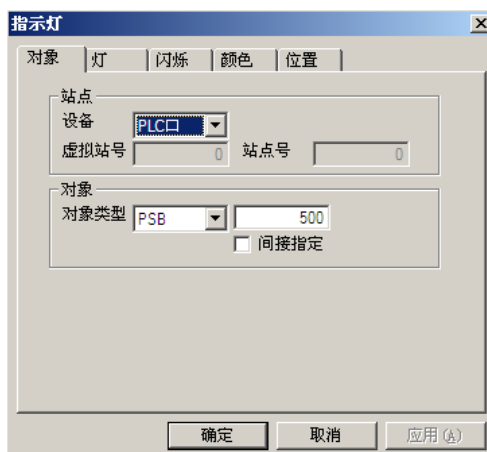 指示灯
对象 灯 闪烁 颜色 位置
站点
设备 PLC口
虚拟站号 0 站点号 0
对象
对象类型 PSB 500
间接指定
确定 取消 应用(A)